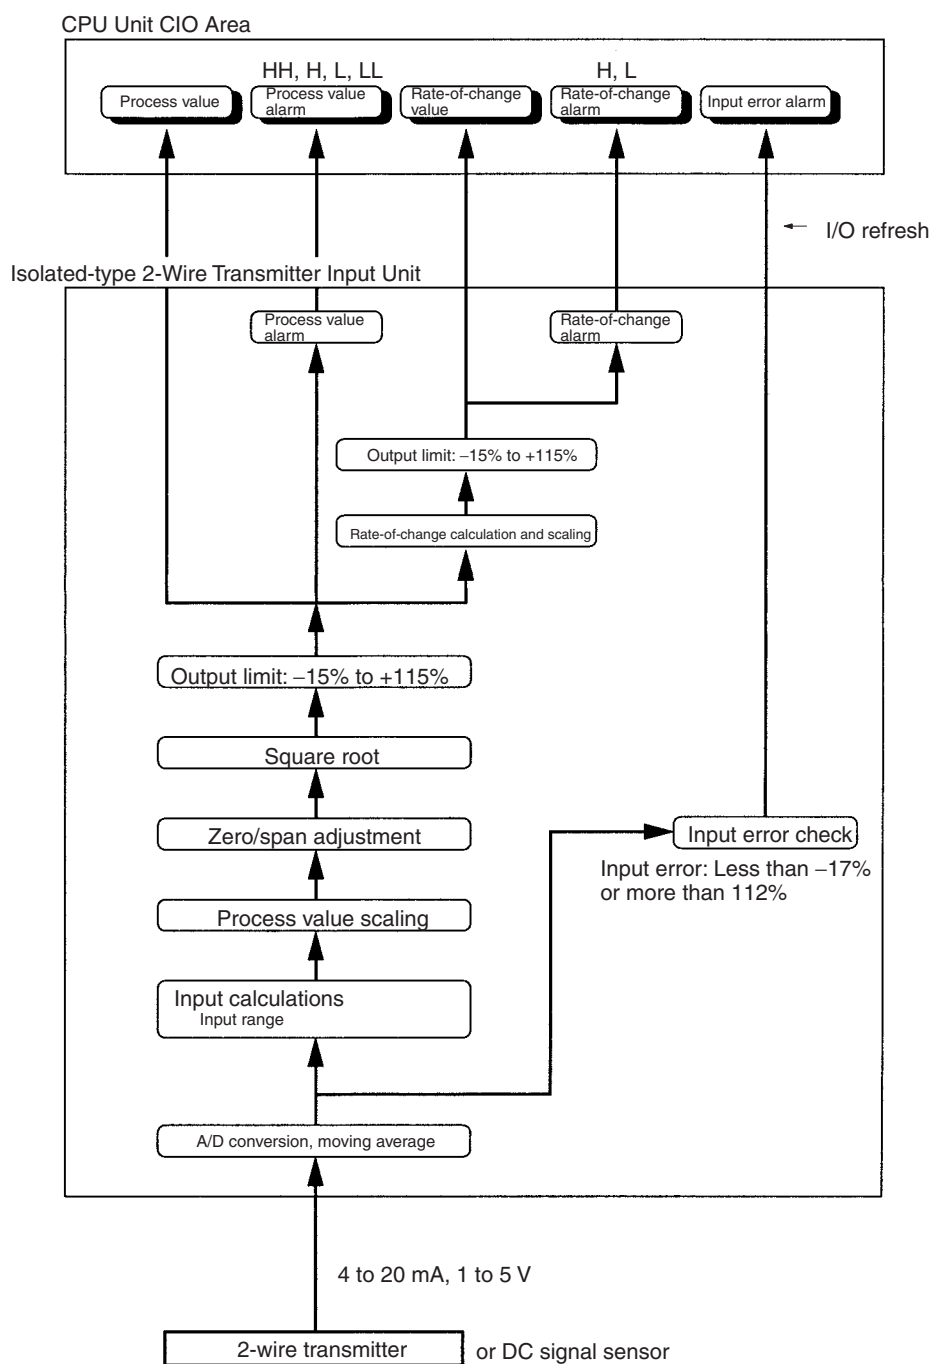 CPU Unit CIO Area
HH, H, L, LL
H, L
Process value
Process value
alarm
Rate-of-change
value
Rate-of-change
alarm
Input error alarm
I/O refresh
Isolated-type 2-Wire Transmitter Input Unit
Process value
alarm
Rate-of-change
alarm
Output limit: –15% to +115%
Rate-of-change calculation and scaling
Output limit: –15% to +115%
Square root
Zero/span adjustment
Input error check
Input error: Less than –17%
or more than 112%
Process value scaling
Input calculations
Input range
A/D conversion, moving average
4 to 20 mA, 1 to 5 V
2-wire transmitter
or DC signal sensor